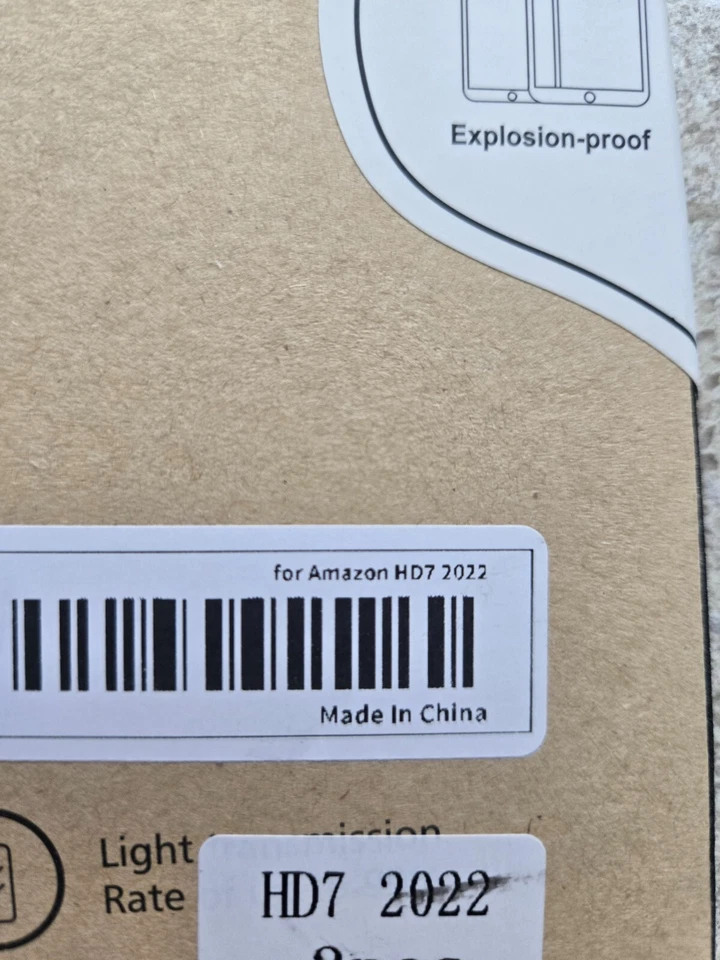 Explosion-proof
for Amazon HD7 2022
Made In China
Light
Rate
HD7 2022